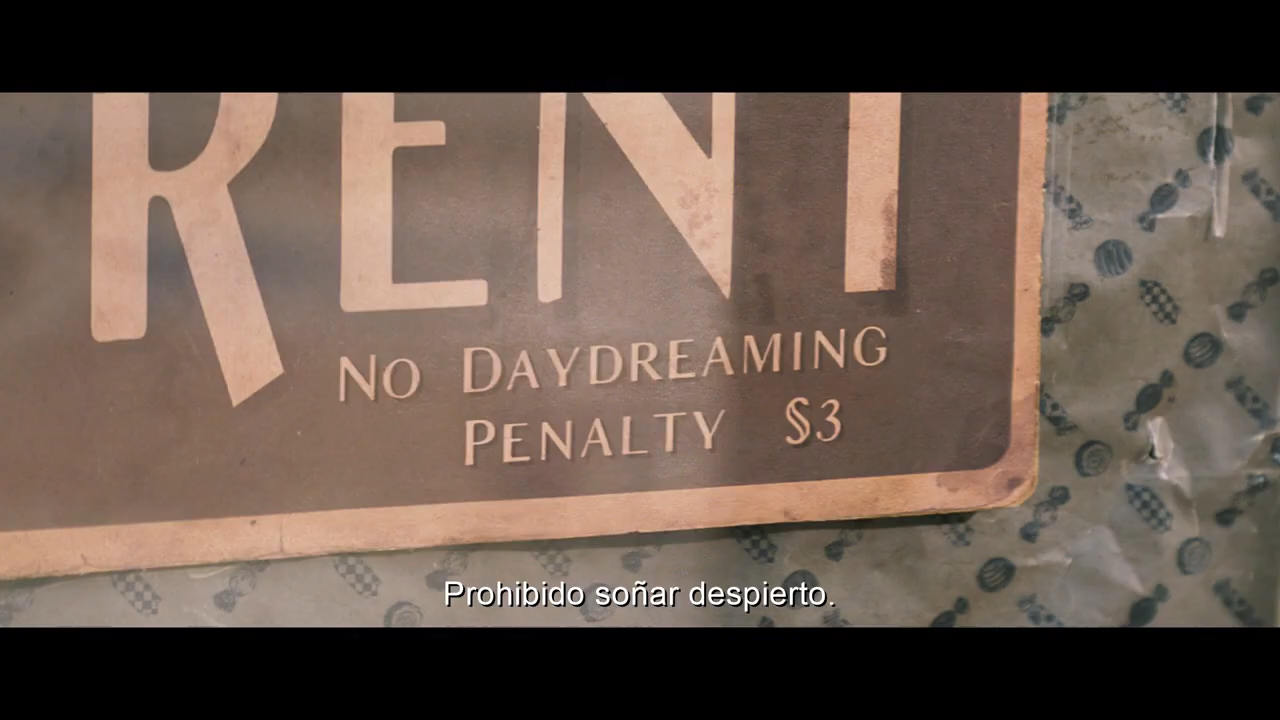 RENT
NO DAYDREAMING
PENALTY $3
Prohibido soñar despierto.